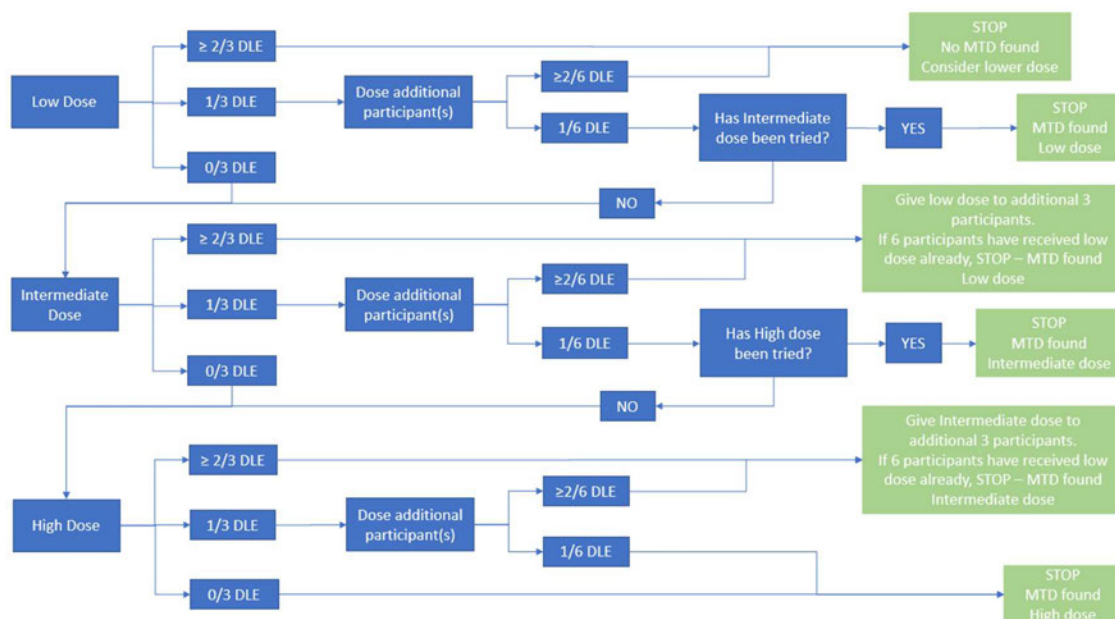 ≥ 2/3 DLE
STOP
No MTD found
Consider lower dose
Low Dose
1/3 DLE
Dose additional
participant(s)
≥2/6 DLE
1/6 DLE
Has Intermediate
dose been tried?
YES
STOP
MTD found
Low dose
0/3 DLE
NO
≥ 2/3 DLE
Give low dose to additional 3
participants.
If 6 participants have received low
dose already, STOP – MTD found
Low dose
Intermediate
Dose
1/3 DLE
Dose additional
participant(s)
≥2/6 DLE
1/6 DLE
Has High dose
been tried?
YES
STOP
MTD found
Intermediate dose
0/3 DLE
NO
≥ 2/3 DLE
Give Intermediate dose to
additional 3 participants.
If 6 participants have received low
dose already, STOP – MTD found
Intermediate dose
High Dose
1/3 DLE
Dose additional
participant(s)
≥2/6 DLE
1/6 DLE
0/3 DLE
STOP
MTD found
High dose